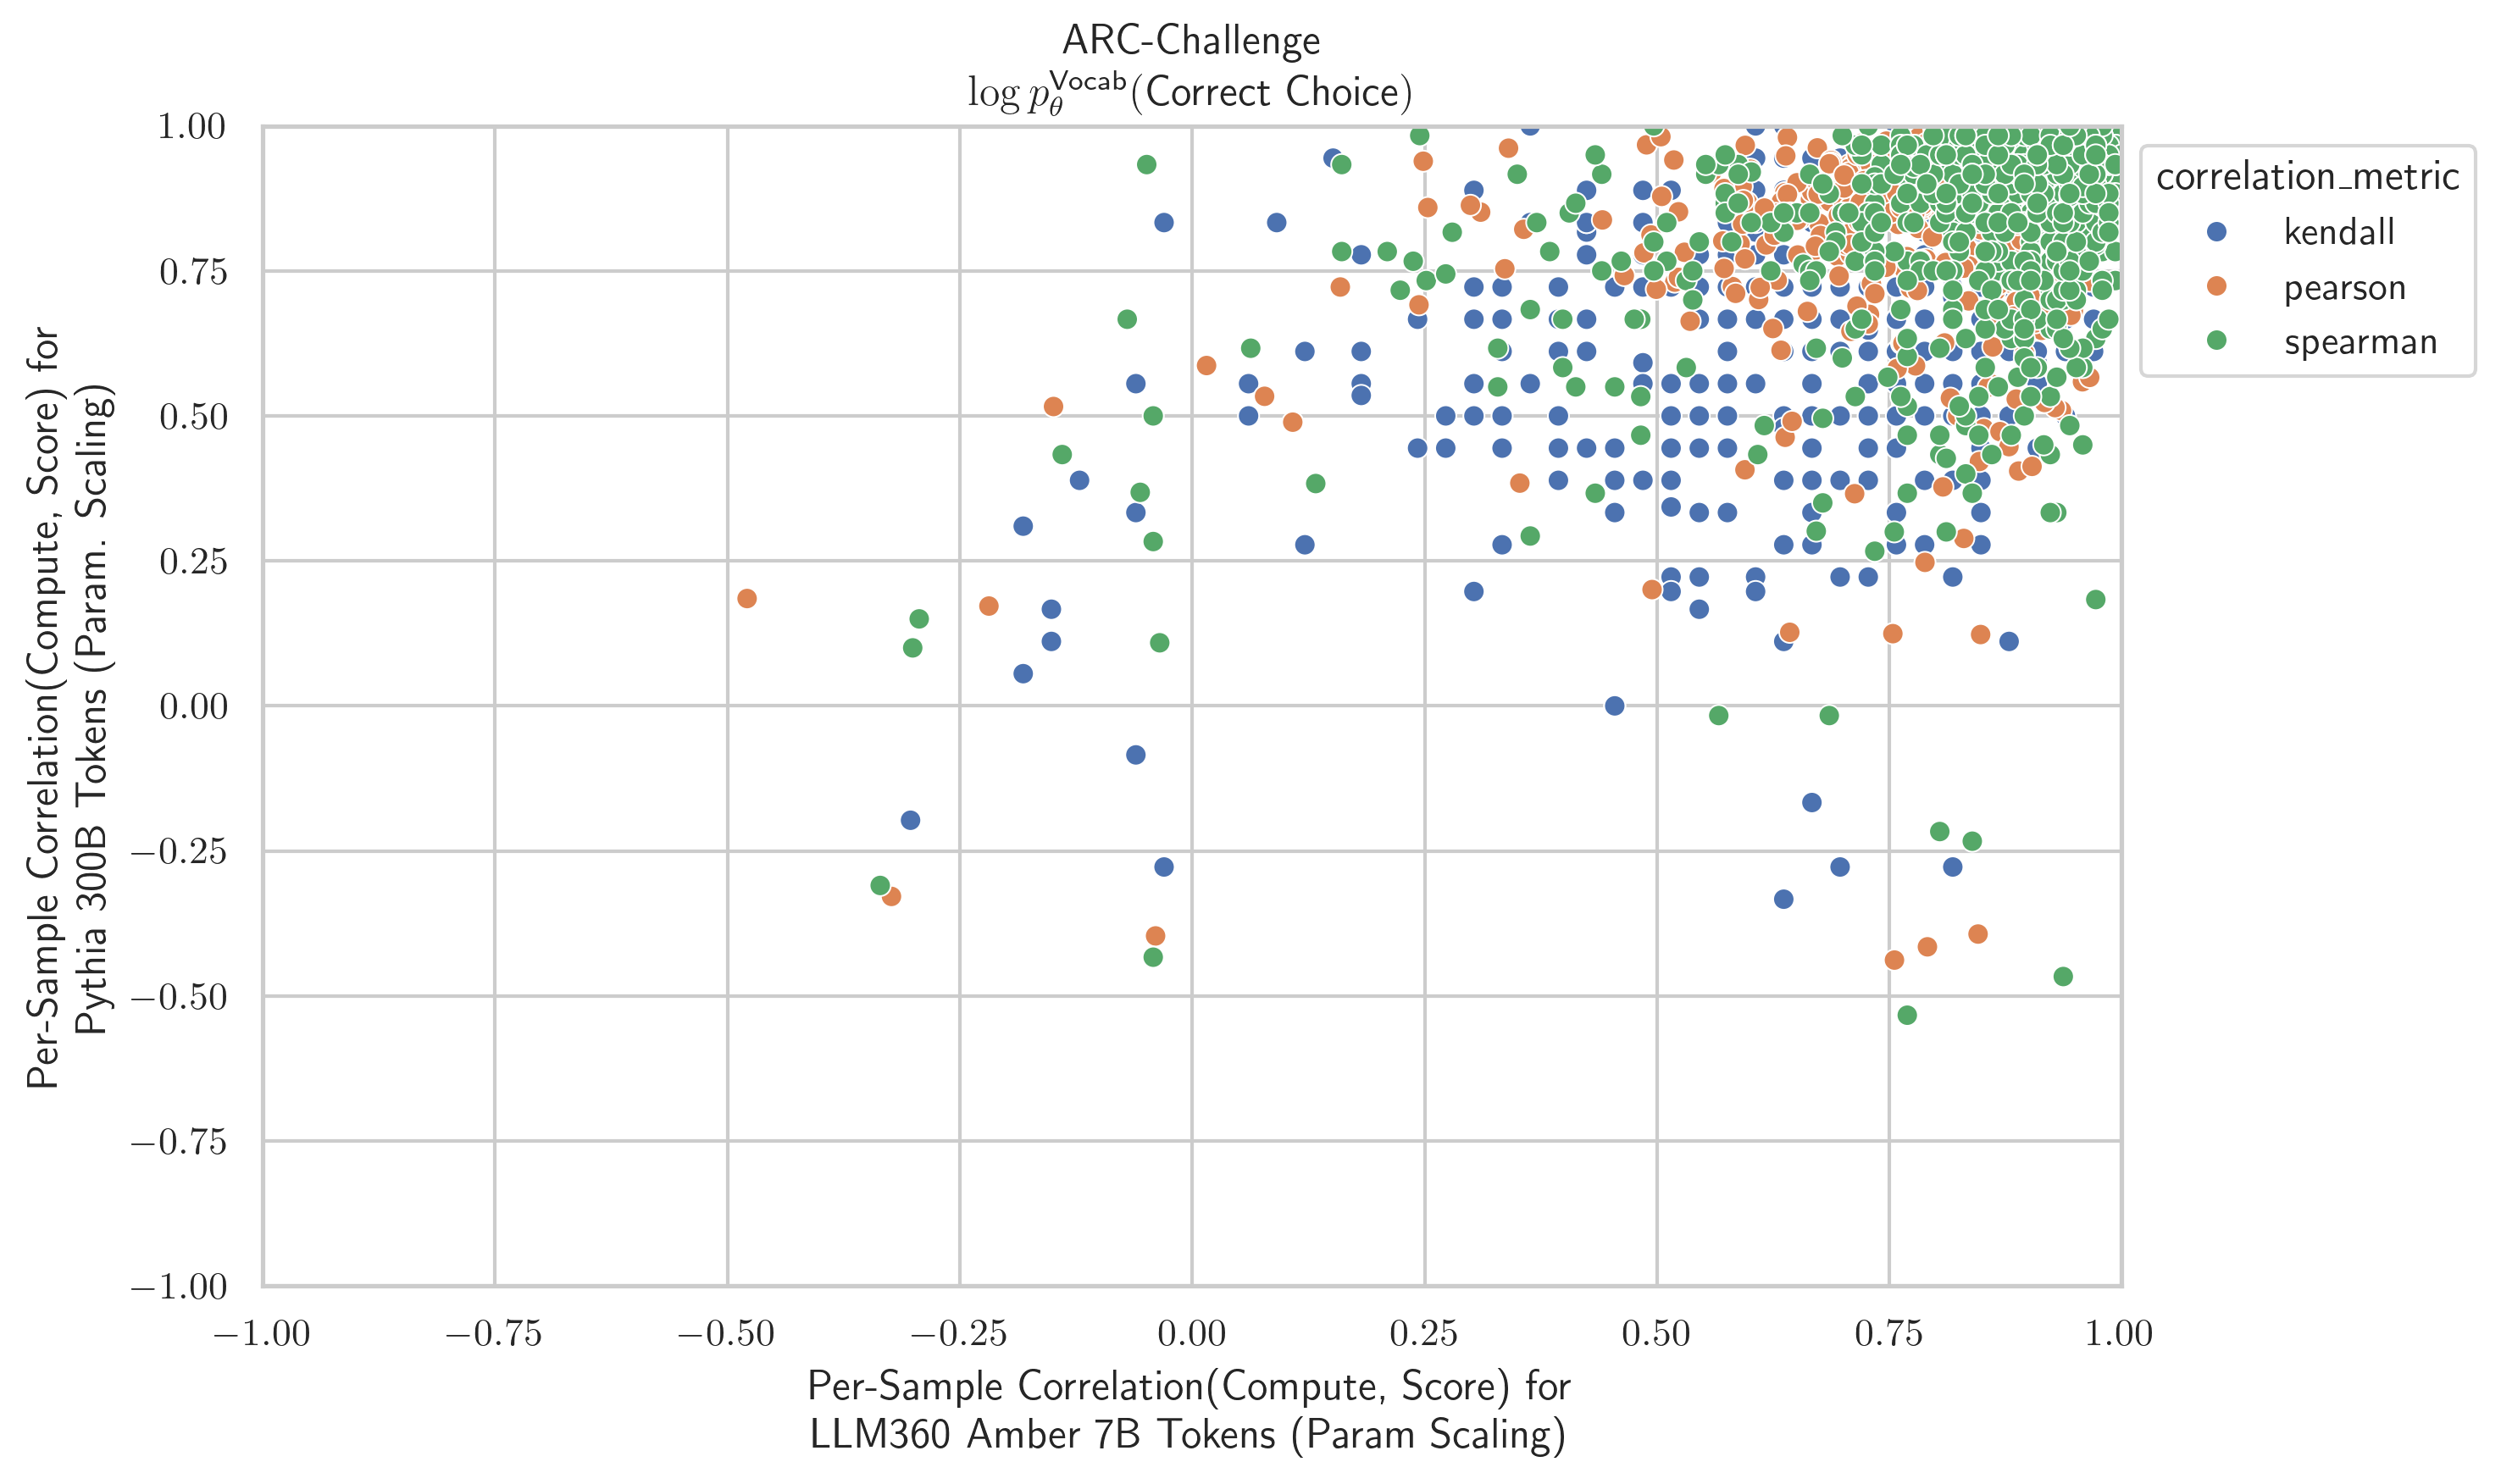 ARC-Challenge
log p_θ^Vocab(Correct Choice)
Per-Sample Correlation(Compute, Score) for
Pythia 300B Tokens (Param. Scaling)
1.00
0.75
0.50
0.25
0.00
−0.25
−0.50
−0.75
−1.00
−1.00 −0.75 −0.50 −0.25 0.00 0.25 0.50 0.75 1.00
Per-Sample Correlation(Compute, Score) for
LLM360 Amber 7B Tokens (Param Scaling)
correlation_metric
kendall
pearson
spearman